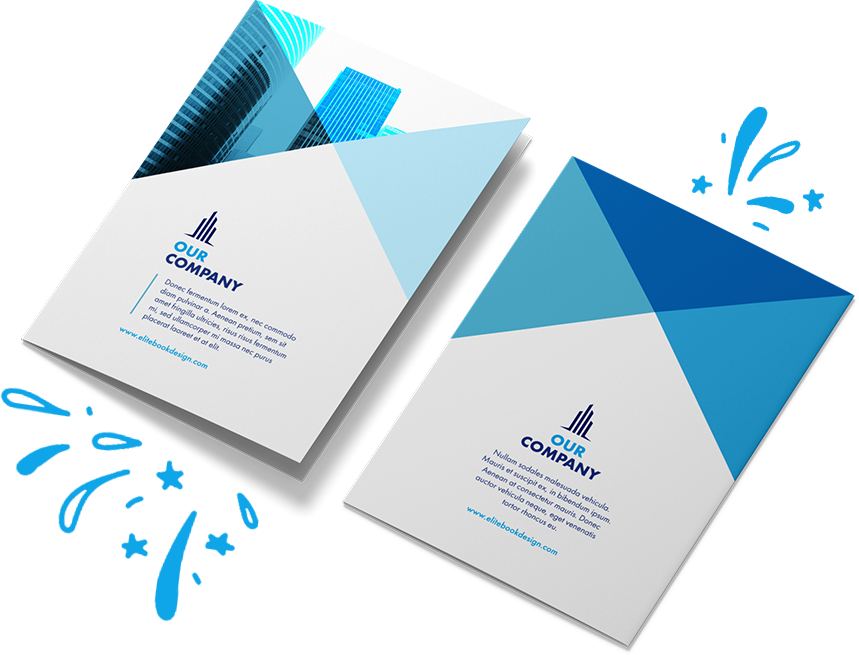 OUR
COMPANY
Donec fermentum lorem ex, nec commodo
diam pulvinar a. Aenean pretium, sem sit
amet fringilla ultricies, risus risus fermentum
mi, sed ullamcorper mi massa nec purus
placerat laoreet et at elit.
www.elitebookdesign.com
OUR
COMPANY
Nullam sodales malesuada vehicula.
Mauris et suscipit ex, in bibendum ipsum.
Aenean at consectetur mauris. Donec
auctor vehicula neque, eget venenatis
tortor rhoncus eu.
www.elitebookdesign.com